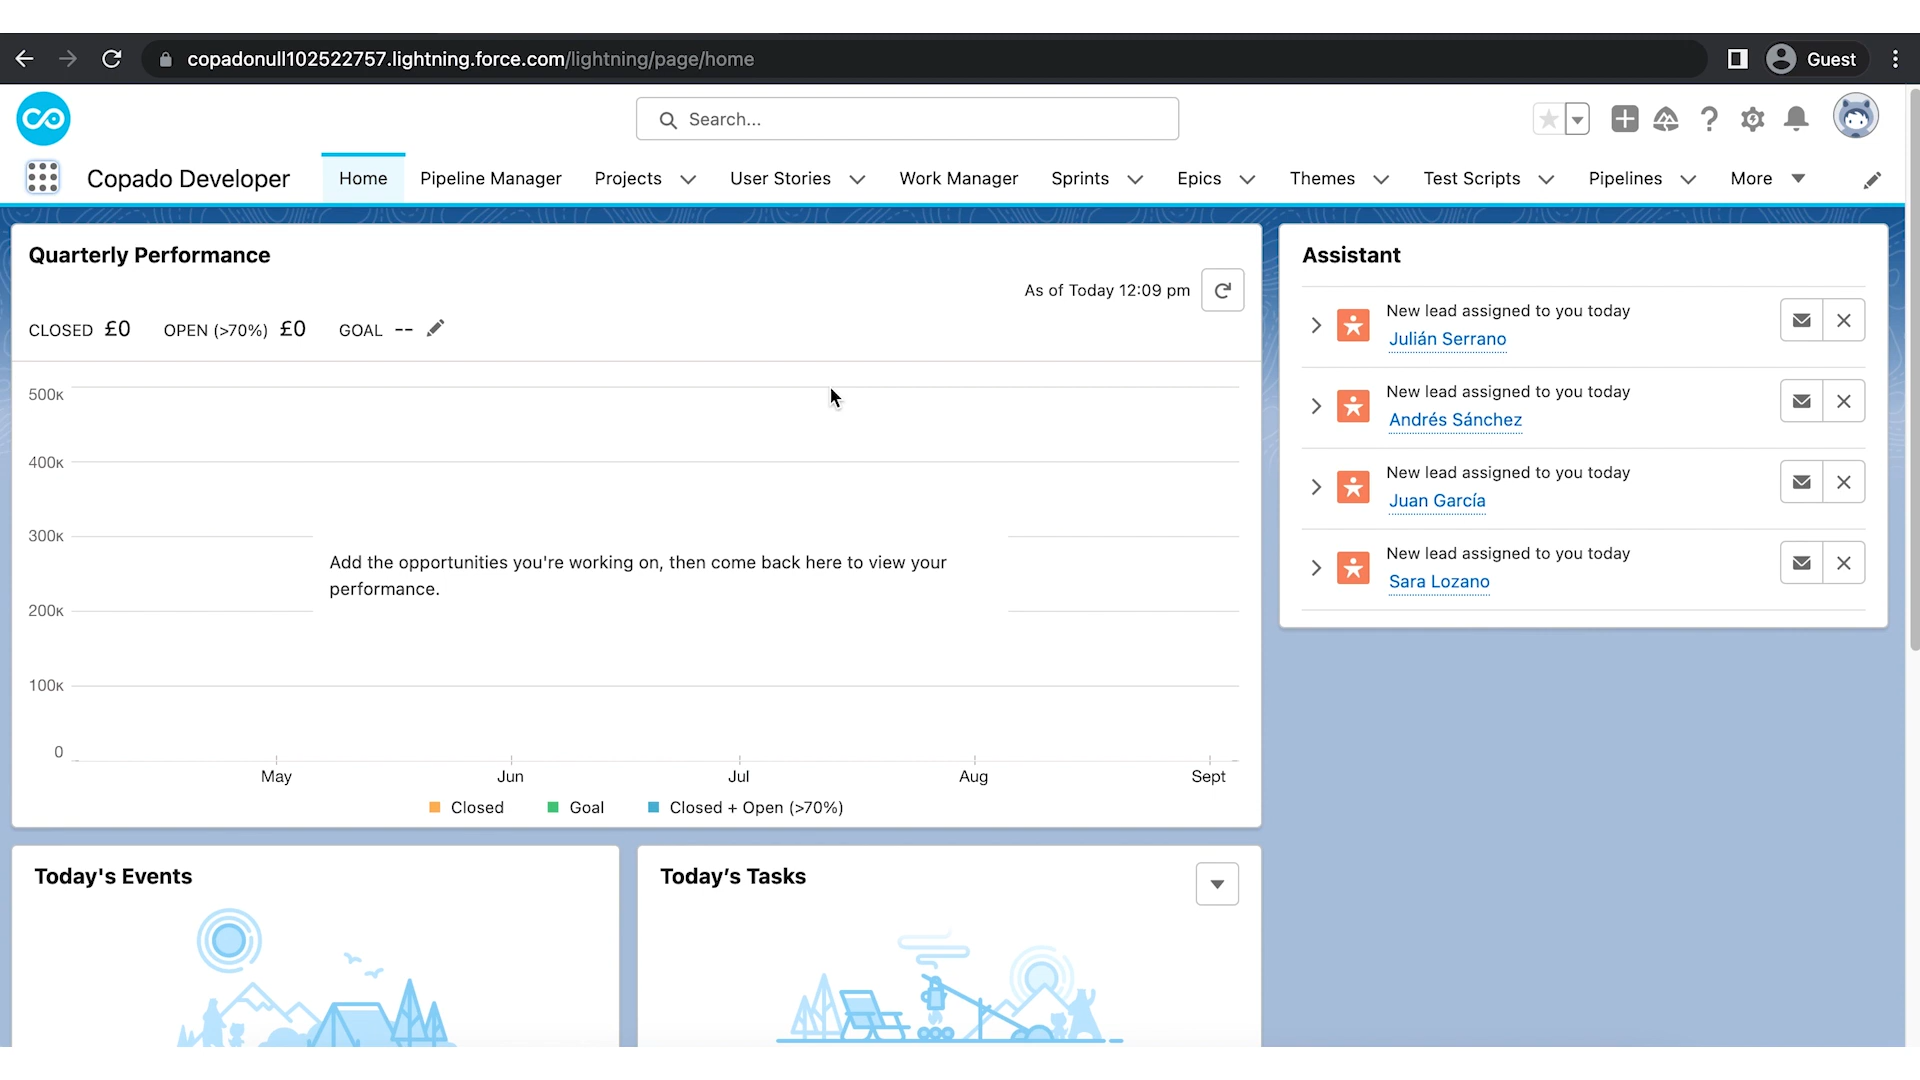 copadonull102522757.lightning.force.com/lightning/page/home
Guest
Search...
Copado Developer
Home
Pipeline Manager
Projects
User Stories
Work Manager
Sprints
Epics
Themes
Test Scripts
Pipelines
More
Quarterly Performance
As of Today 12:09 pm
CLOSED £0 OPEN (>70%) £0 GOAL --
500K
400K
300K
200K
100K
0
Add the opportunities you're working on, then come back here to view your
performance.
May
Jun
Jul
Aug
Sept
Closed
Goal
Closed + Open (>70%)
Assistant
New lead assigned to you today
Julián Serrano
New lead assigned to you today
Andrés Sánchez
New lead assigned to you today
Juan García
New lead assigned to you today
Sara Lozano
Today's Events
Today’s Tasks